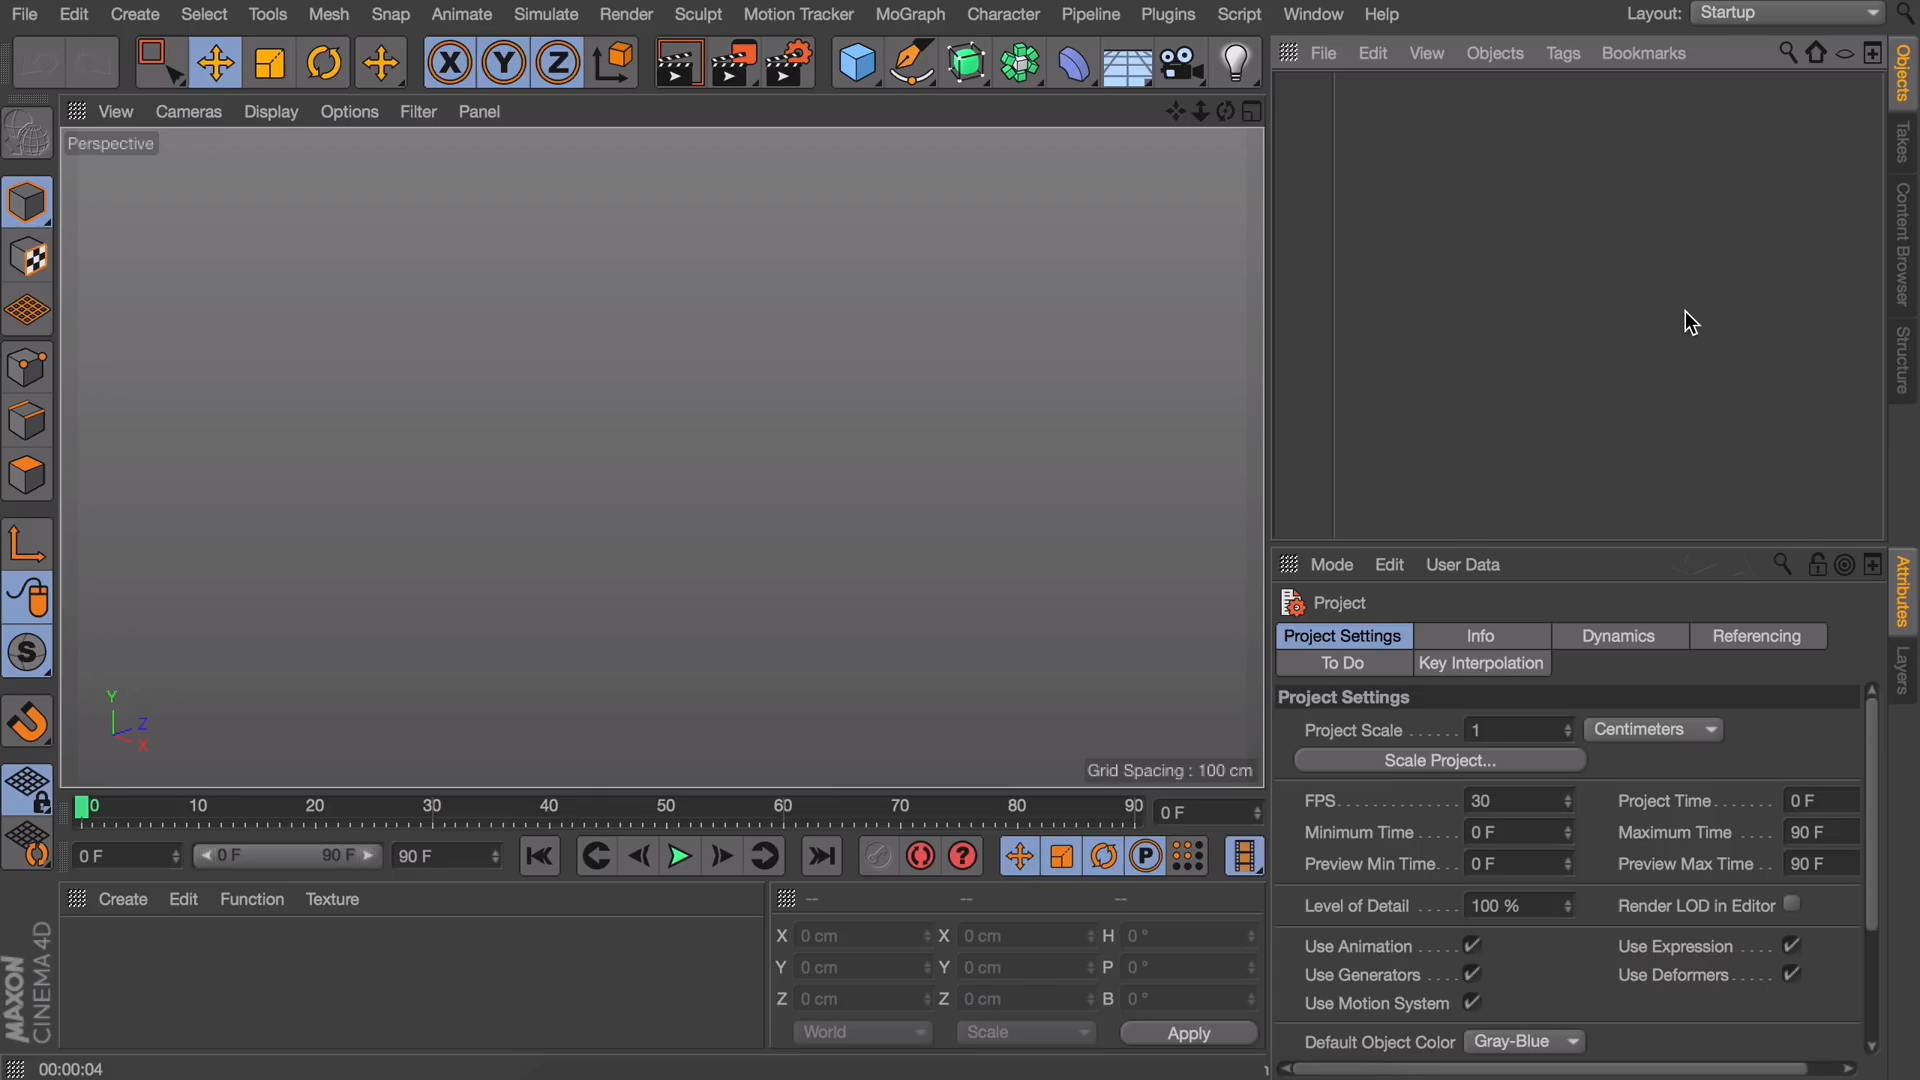 File Edit Create Select Tools Mesh Snap Animate Simulate Render Sculpt Motion Tracker MoGraph Character Pipeline Plugins Script Window Help Layout: Startup
X Y Z
File Edit View Objects Tags Bookmarks
Objects
Takes
Content Browser
Structure
View Cameras Display Options Filter Panel
Perspective
Y
Z
X
Grid Spacing : 100 cm
S
0 10 20 30 40 50 60 70 80 90 0 F
0 F 0 F 90 F 90 F P
Create Edit Function Texture
-- -- --
X 0 cm X 0 cm H 0 °
Y 0 cm Y 0 cm P 0 °
Z 0 cm Z 0 cm B 0 °
World Scale Apply
MAXON
CINEMA 4D
00:00:04
Mode Edit User Data
Attributes
Layers
Project
Project Settings Info Dynamics Referencing
To Do Key Interpolation
Project Settings
Project Scale . . . . . . 1 Centimeters
Scale Project...
FPS. . . . . . . . . . . . . . 30 Project Time . . . . . . . 0 F
Minimum Time . . . . . 0 F Maximum Time . . . . 90 F
Preview Min Time. . . 0 F Preview Max Time . . 90 F
Level of Detail . . . . . 100 % Render LOD in Editor
Use Animation . . . . . Use Expression . . . .
Use Generators . . . . Use Deformers. . . . .
Use Motion System
Default Object Color Gray-Blue